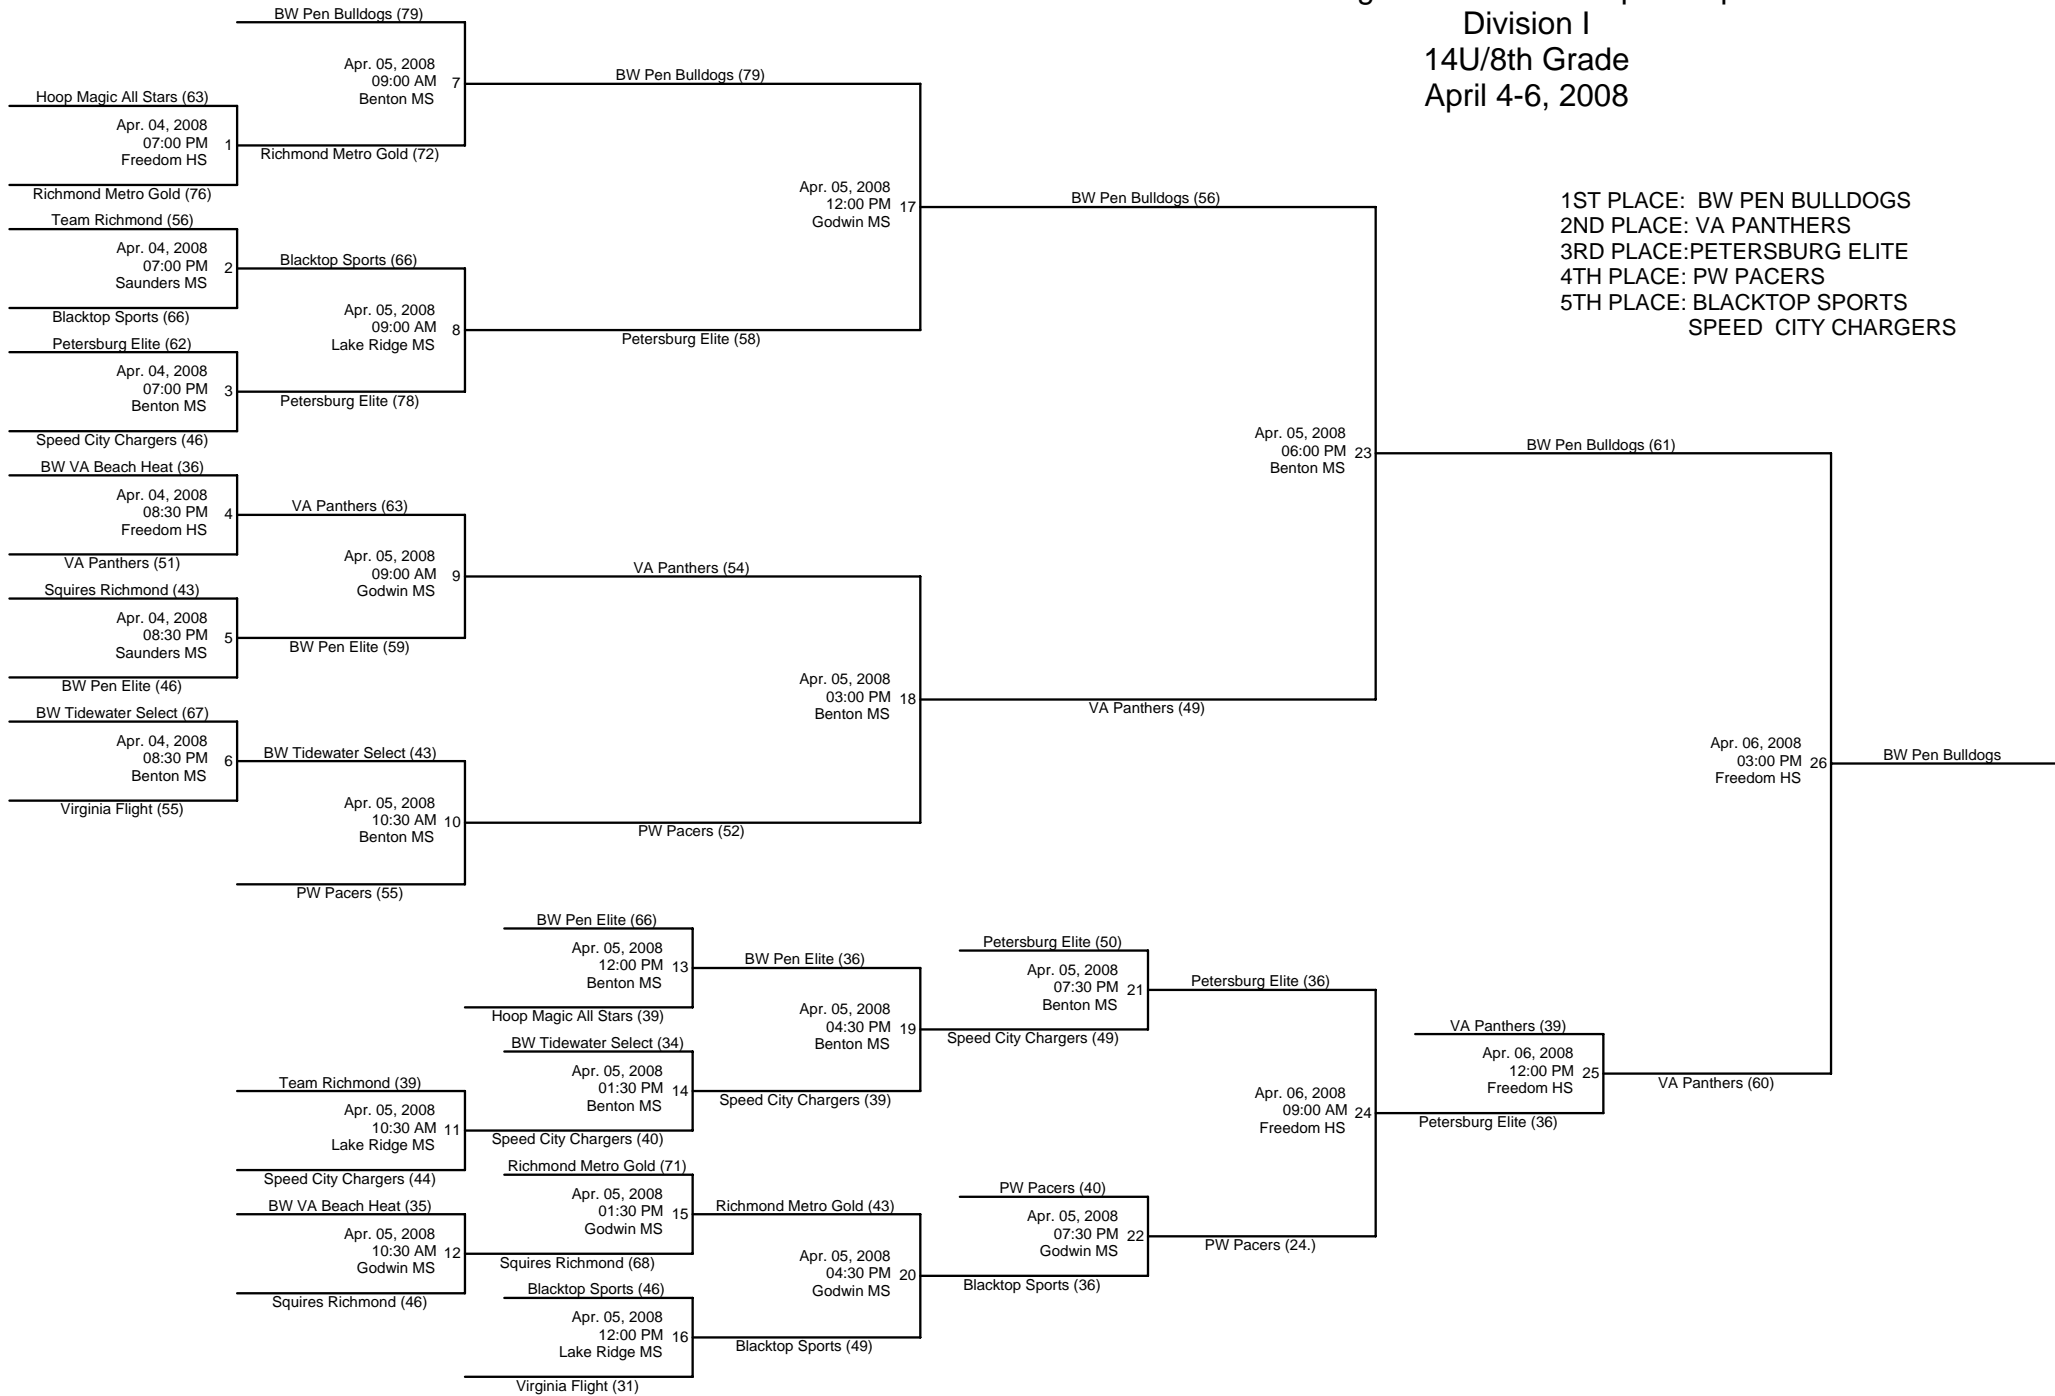 Division I
14U/8th Grade
April 4-6, 2008
1ST PLACE: BW PEN BULLDOGS
2ND PLACE: VA PANTHERS
3RD PLACE:PETERSBURG ELITE
4TH PLACE: PW PACERS
5TH PLACE: BLACKTOP SPORTS
SPEED CITY CHARGERS
Hoop Magic All Stars (63)
Apr. 04, 2008
07:00 PM 1
Freedom HS
Richmond Metro Gold (76)
Team Richmond (56)
Apr. 04, 2008
07:00 PM 2
Saunders MS
Blacktop Sports (66)
Petersburg Elite (62)
Apr. 04, 2008
07:00 PM 3
Benton MS
Speed City Chargers (46)
BW VA Beach Heat (36)
Apr. 04, 2008
08:30 PM 4
Freedom HS
VA Panthers (51)
Squires Richmond (43)
Apr. 04, 2008
08:30 PM 5
Saunders MS
BW Pen Elite (46)
BW Tidewater Select (67)
Apr. 04, 2008
08:30 PM 6
Benton MS
Virginia Flight (55)
BW Pen Bulldogs (79)
Apr. 05, 2008
09:00 AM 7
Benton MS
Richmond Metro Gold (72)
Blacktop Sports (66)
Apr. 05, 2008
09:00 AM 8
Lake Ridge MS
Petersburg Elite (78)
VA Panthers (63)
Apr. 05, 2008
09:00 AM 9
Godwin MS
BW Pen Elite (59)
BW Tidewater Select (43)
Apr. 05, 2008
10:30 AM 10
Benton MS
PW Pacers (55)
BW Pen Bulldogs (79)
Apr. 05, 2008
12:00 PM 17
Godwin MS
Petersburg Elite (58)
VA Panthers (54)
Apr. 05, 2008
03:00 PM 18
Benton MS
PW Pacers (52)
BW Pen Bulldogs (56)
Apr. 05, 2008
06:00 PM 23
Benton MS
VA Panthers (49)
BW Pen Bulldogs (61)
Apr. 06, 2008
03:00 PM 26
Freedom HS
VA Panthers (60)
BW Pen Bulldogs
Team Richmond (39)
Apr. 05, 2008
10:30 AM 11
Lake Ridge MS
Speed City Chargers (44)
BW VA Beach Heat (35)
Apr. 05, 2008
10:30 AM 12
Godwin MS
Squires Richmond (46)
BW Pen Elite (66)
Apr. 05, 2008
12:00 PM 13
Benton MS
Hoop Magic All Stars (39)
BW Tidewater Select (34)
Apr. 05, 2008
01:30 PM 14
Benton MS
Speed City Chargers (40)
Richmond Metro Gold (71)
Apr. 05, 2008
01:30 PM 15
Godwin MS
Squires Richmond (68)
Blacktop Sports (46)
Apr. 05, 2008
12:00 PM 16
Lake Ridge MS
Virginia Flight (31)
BW Pen Elite (36)
Apr. 05, 2008
04:30 PM 19
Benton MS
Speed City Chargers (39)
Richmond Metro Gold (43)
Apr. 05, 2008
04:30 PM 20
Godwin MS
Blacktop Sports (49)
Petersburg Elite (50)
Apr. 05, 2008
07:30 PM 21
Benton MS
Speed City Chargers (49)
PW Pacers (40)
Apr. 05, 2008
07:30 PM 22
Godwin MS
Blacktop Sports (36)
Petersburg Elite (36)
Apr. 06, 2008
09:00 AM 24
Freedom HS
PW Pacers (24.)
VA Panthers (39)
Apr. 06, 2008
12:00 PM 25
Freedom HS
Petersburg Elite (36)